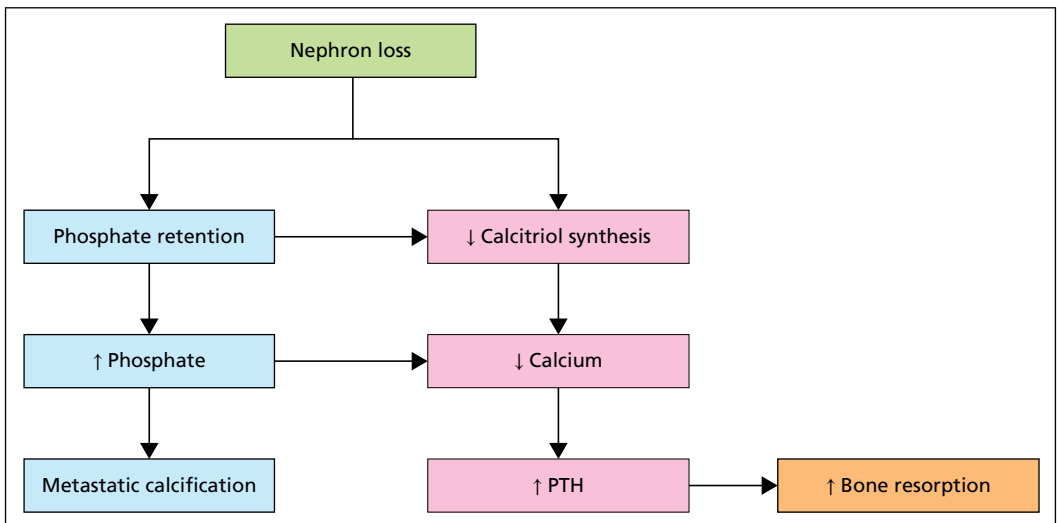 Nephron loss
Phosphate retention
↓ Calcitriol synthesis
↑ Phosphate
↓ Calcium
Metastatic calcification
↑ PTH
↑ Bone resorption